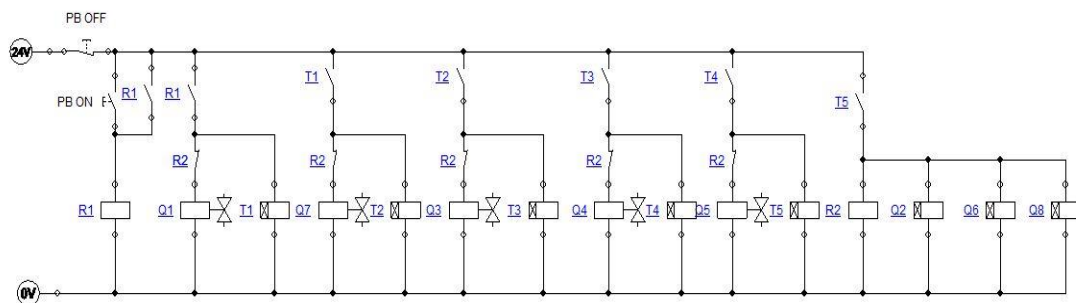 PB OFF
24V
T1 T2 T3 T4
PB ON R1 R1 T5
R2 R2 R2 R2 R2
R1 Q1 T1 Q7 T2 Q3 T3 Q4 T4 Q5 T5 R2 Q2 Q6 Q8
0V